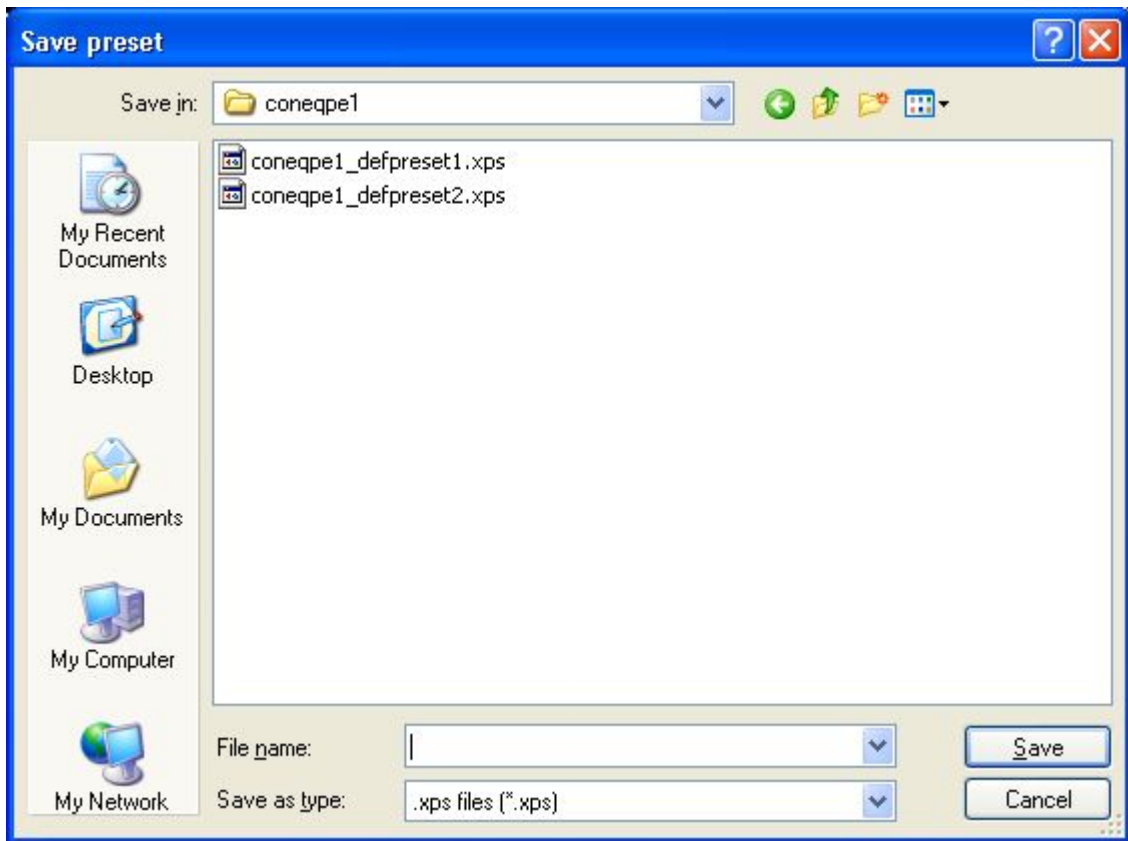 Save preset
Save in:
coneqpe1
coneqpe1_defpreset1.xps
coneqpe1_defpreset2.xps
My Recent
Documents
Desktop
My Documents
My Computer
My Network
File name:
Save
Save as type:
.xps files (*.xps)
Cancel